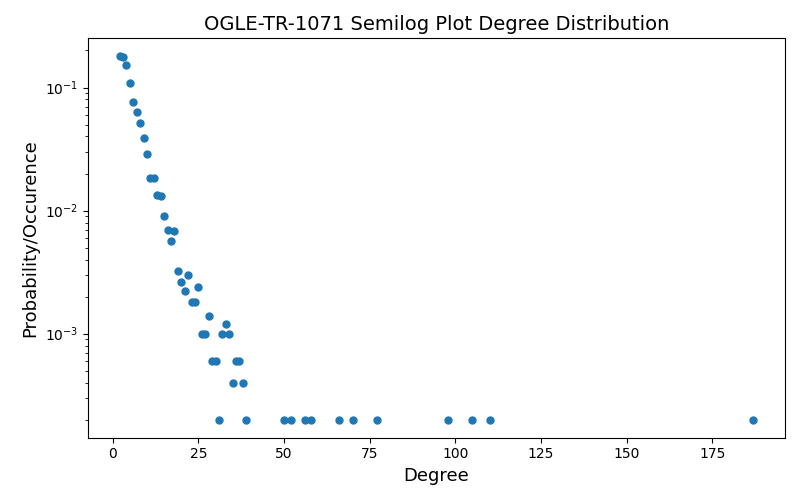 OGLE-TR-1071 Semilog Plot Degree Distribution
Probability/Occurence
10⁻¹
10⁻²
10⁻³
0 25 50 75 100 125 150 175
Degree